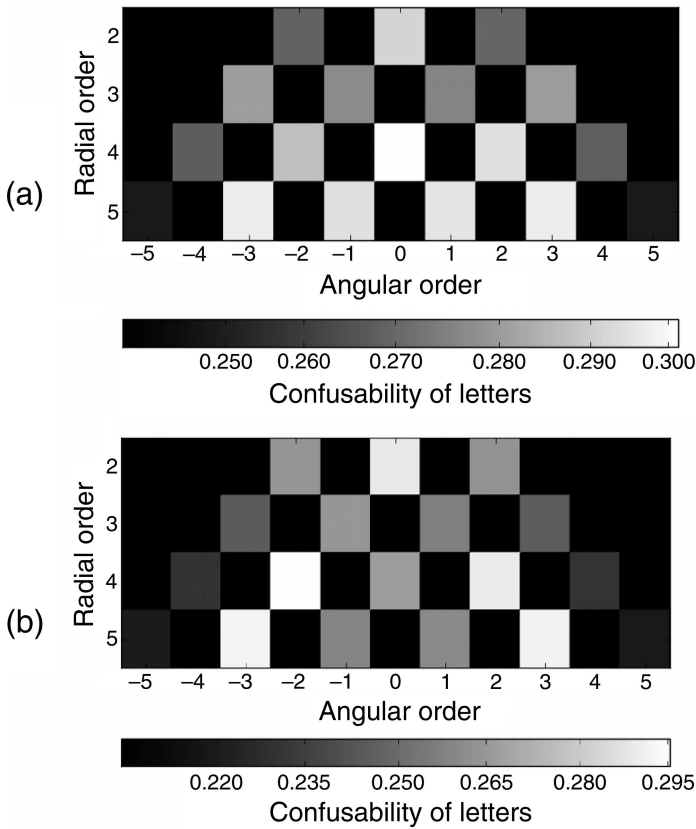 (a)
Radial order
2
3
4
5
–5 –4 –3 –2 –1 0 1 2 3 4 5
Angular order
0.250 0.260 0.270 0.280 0.290 0.300
Confusability of letters
(b)
Radial order
2
3
4
5
–5 –4 –3 –2 –1 0 1 2 3 4 5
Angular order
0.220 0.235 0.250 0.265 0.280 0.295
Confusability of letters